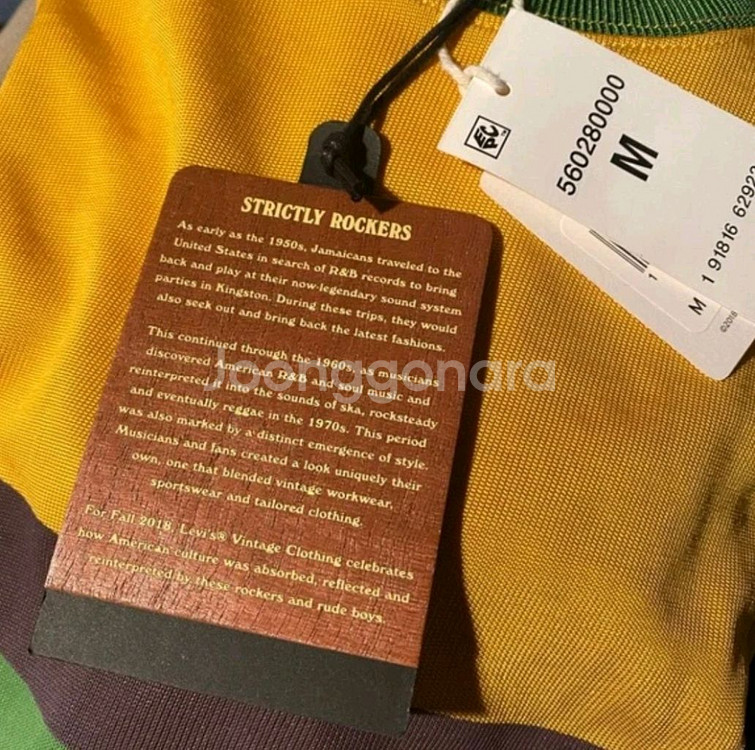 STRICTLY ROCKERS
As early as the 1950s, Jamaicans traveled to the
United States in search of R&B records to bring
back and play at their now-legendary sound system
parties in Kingston. During these trips, they would
also seek out and bring back the latest fashions.
This continued through the 1960s as musicians
discovered American R&B and soul music and
reinterpreted it into the sounds of ska, rocksteady
and eventually reggae in the 1970s. This period
was also marked by a distinct emergence of style.
Musicians and fans created a look uniquely their
own, one that blended vintage workwear,
sportswear and tailored clothing.
For Fall 2018, Levi's® Vintage Clothing celebrates
how American culture was absorbed, reflected and
reinterpreted by these rockers and rude boys.
560280000
M
M 1 91816 62920
1
©2018
Joonggonara